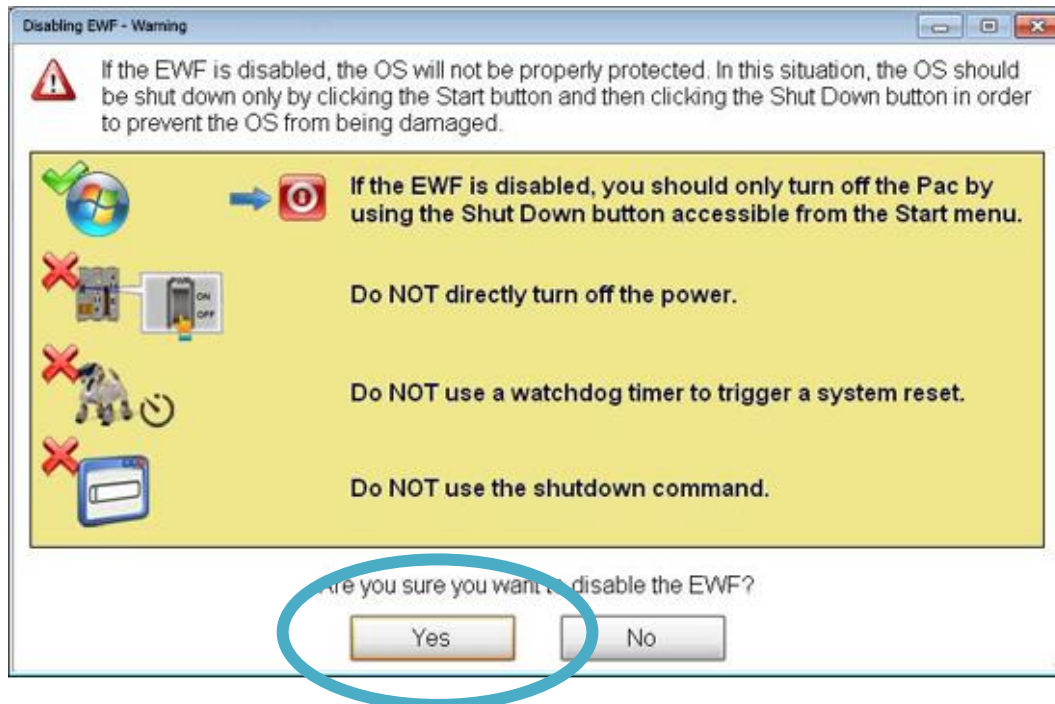 Disabling EWF - Warning
If the EWF is disabled, the OS will not be properly protected. In this situation, the OS should
be shut down only by clicking the Start button and then clicking the Shut Down button in order
to prevent the OS from being damaged.
If the EWF is disabled, you should only turn off the Pac by
using the Shut Down button accessible from the Start menu.
ON
OFF
Do NOT directly turn off the power.
Do NOT use a watchdog timer to trigger a system reset.
Do NOT use the shutdown command.
Are you sure you want to disable the EWF?
Yes No